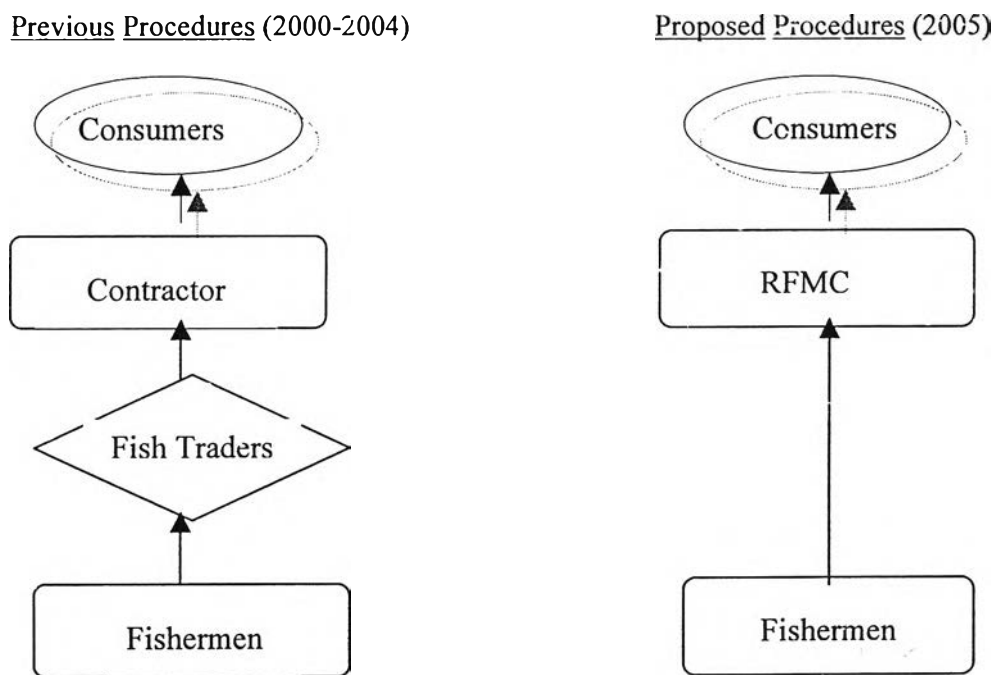 Previous Procedures (2000-2004)
Consumers
Contractor
Fish Traders
Fishermen
Proposed Procedures (2005)
Consumers
RFMC
Fishermen